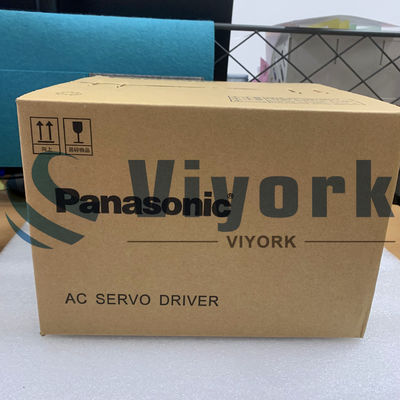 向上
易碎物品
Panasonic®
Viyork
VIYORK
AC SERVO DRIVER